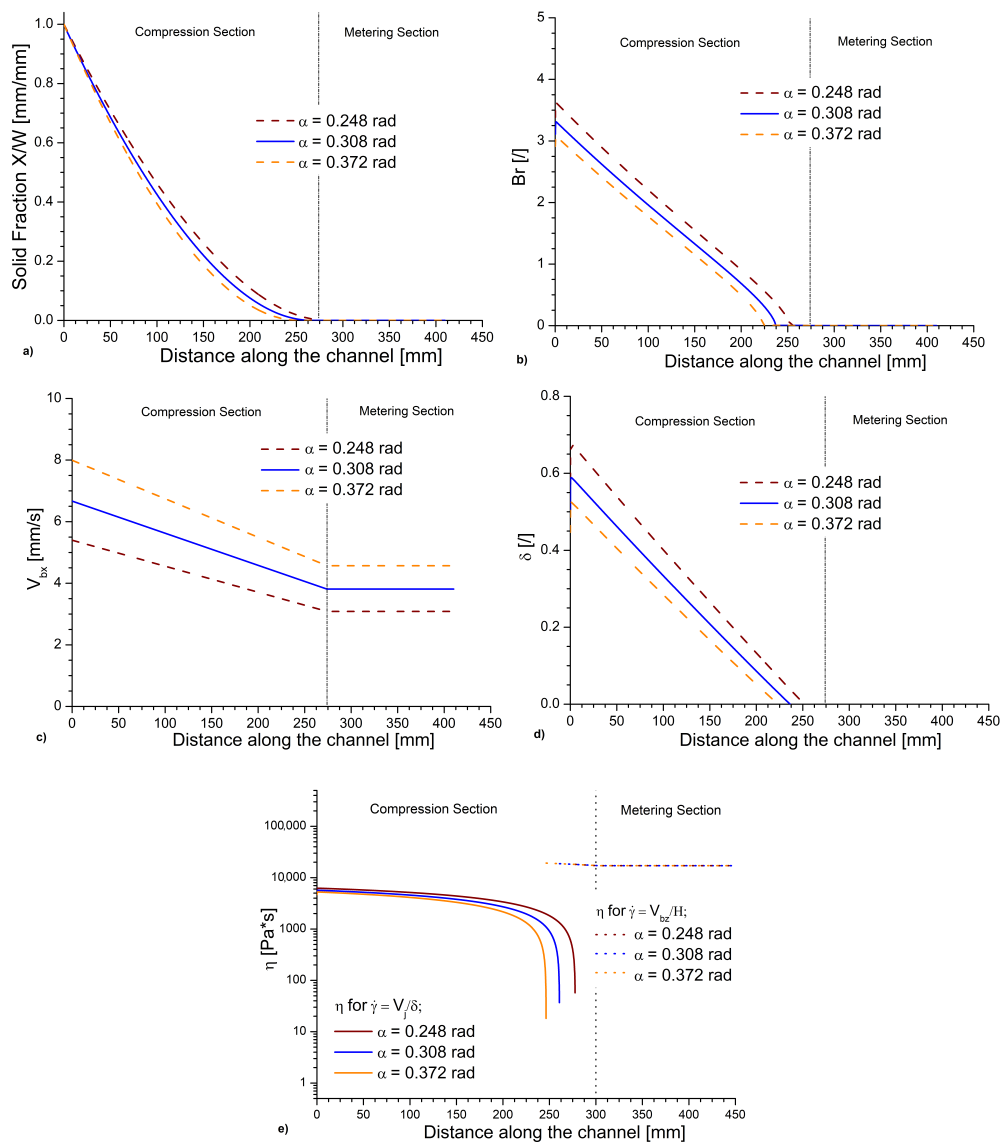 Compression Section
Metering Section
α = 0.248 rad
α = 0.308 rad
α = 0.372 rad
Solid Fraction X/W [mm/mm]
1.0
0.8
0.6
0.4
0.2
0.0
0 50 100 150 200 250 300 350 400 450
Distance along the channel [mm]
a)
Compression Section
Metering Section
α = 0.248 rad
α = 0.308 rad
α = 0.372 rad
Br [/]
5
4
3
2
1
0
0 50 100 150 200 250 300 350 400 450
Distance along the channel [mm]
b)
Compression Section
Metering Section
α = 0.248 rad
α = 0.308 rad
α = 0.372 rad
V_bx [mm/s]
10
8
6
4
2
0
0 50 100 150 200 250 300 350 400 450
Distance along the channel [mm]
c)
Compression Section
Metering Section
α = 0.248 rad
α = 0.308 rad
α = 0.372 rad
δ [/]
0.8
0.6
0.4
0.2
0.0
0 50 100 150 200 250 300 350 400 450
Distance along the channel [mm]
d)
Compression Section
Metering Section
η [Pa*s]
100,000
10,000
1000
100
10
1
η for γ̇ = V_bz/H;
α = 0.248 rad
α = 0.308 rad
α = 0.372 rad
η for γ̇ = V_j/δ;
α = 0.248 rad
α = 0.308 rad
α = 0.372 rad
0 50 100 150 200 250 300 350 400 450
Distance along the channel [mm]
e)